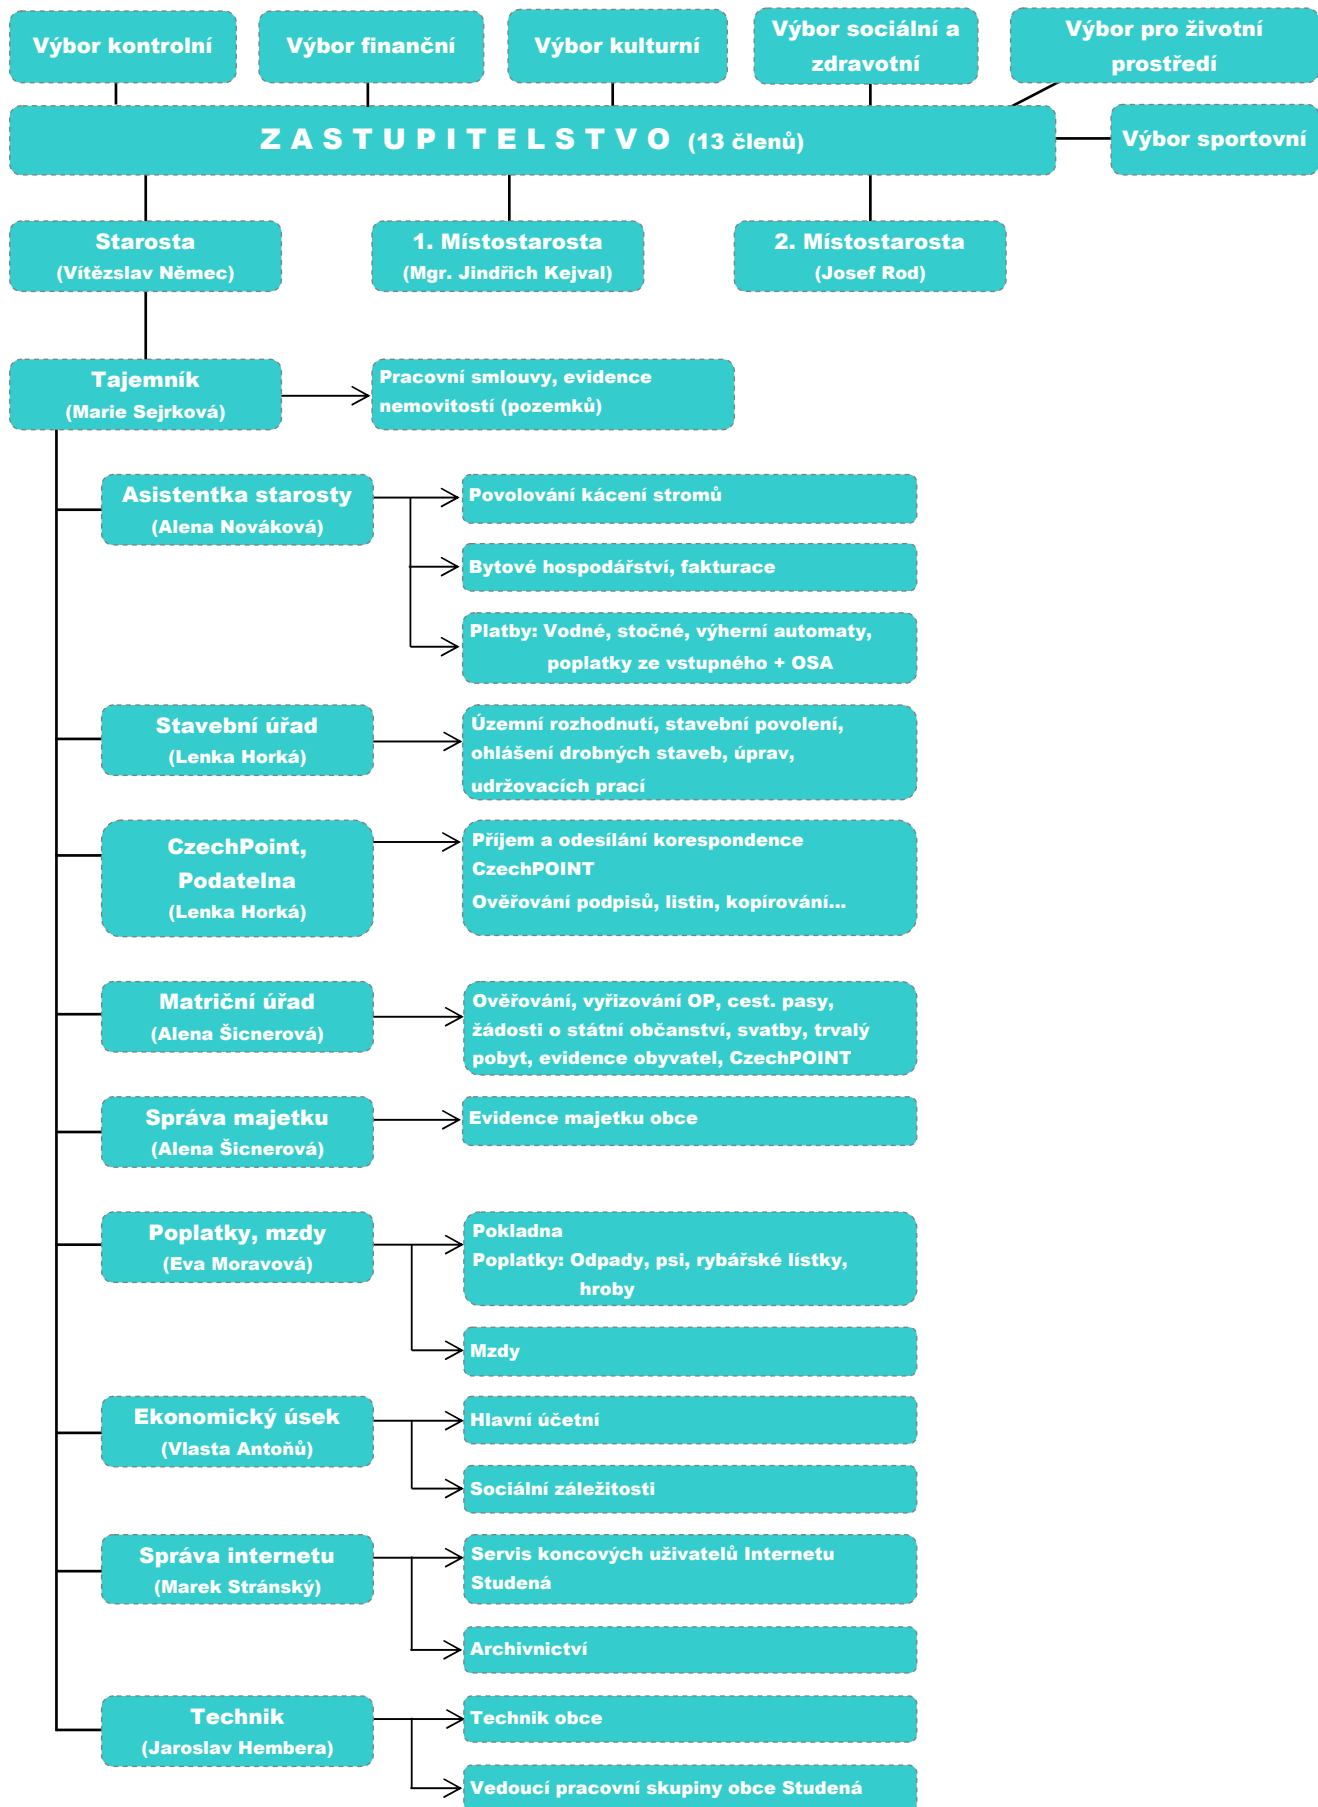 Výbor kontrolní
Výbor finanční
Výbor kulturní
Výbor sociální a
zdravotní
Výbor pro životní
prostředí
ZASTUPITELSTVO (13 členů)
Výbor sportovní
Starosta
(Vítězslav Němec)
1. Místostarosta
(Mgr. Jindřich Kejval)
2. Místostarosta
(Josef Rod)
Tajemník
(Marie Sejrková)
Pracovní smlouvy, evidence
nemovitostí (pozemků)
Asistentka starosty
(Alena Nováková)
Povolování kácení stromů
Bytové hospodářství, fakturace
Platby: Vodné, stočné, výherní automaty,
poplatky ze vstupného + OSA
Stavební úřad
(Lenka Horká)
Územní rozhodnutí, stavební povolení,
ohlášení drobných staveb, úprav,
udržovacích prací
CzechPoint,
Podatelna
(Lenka Horká)
Příjem a odesílání korespondence
CzechPOINT
Ověřování podpisů, listin, kopírování...
Matriční úřad
(Alena Šicnerová)
Ověřování, vyřizování OP, cest. pasy,
žádosti o státní občanství, svatby, trvalý
pobyt, evidence obyvatel, CzechPOINT
Správa majetku
(Alena Šicnerová)
Evidence majetku obce
Poplatky, mzdy
(Eva Moravová)
Pokladna
Poplatky: Odpady, psi, rybářské lístky,
hroby
Mzdy
Ekonomický úsek
(Vlasta Antoňů)
Hlavní účetní
Sociální záležitosti
Správa internetu
(Marek Stránský)
Servis koncových uživatelů Internetu
Studená
Archivnictví
Technik
(Jaroslav Hembera)
Technik obce
Vedoucí pracovní skupiny obce Studená